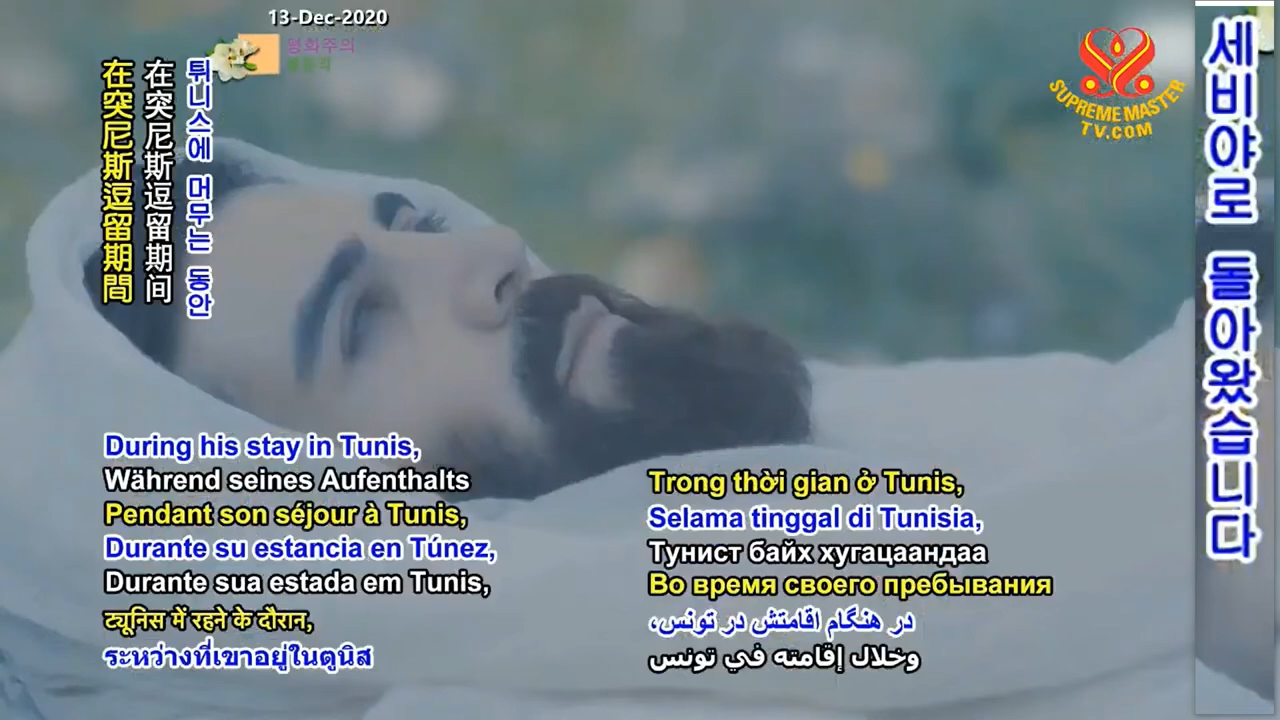 13-Dec-2020
SUPREME MASTER
TV.COM
在突尼斯逗留期間
在突尼斯逗留期间
튀니스에 머무는 동안
세비야로 돌아왔습니다
During his stay in Tunis,
Während seines Aufenthalts
Pendant son séjour à Tunis,
Durante su estancia en Túnez,
Durante sua estada em Tunis,
ट्यूनिस में रहने के दौरान,
ระหว่างที่เขาอยู่ในตูนิส
Trong thời gian ở Tunis,
Selama tinggal di Tunisia,
Тунист байх хугацаандаа
Во время своего пребывания
در هنگام اقامتش در تونس،
وخلال إقامته في تونس